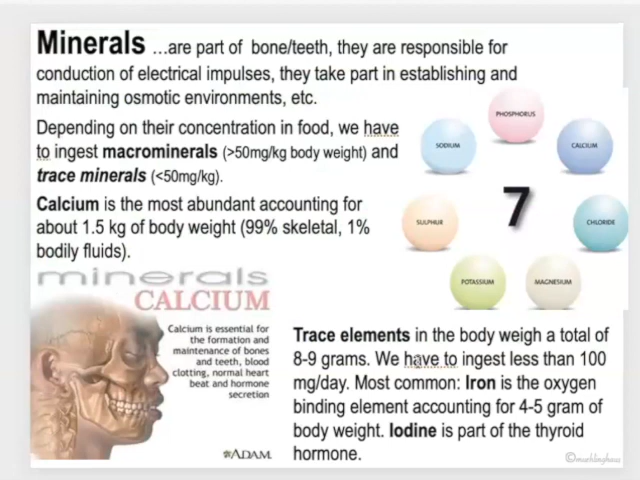 Minerals ...are part of bone/teeth, they are responsible for
conduction of electrical impulses, they take part in establishing and
maintaining osmotic environments, etc.
Depending on their concentration in food, we have
to ingest macrominerals (>50mg/kg body weight) and
trace minerals (<50mg/kg).
Calcium is the most abundant accounting for
about 1.5 kg of body weight (99% skeletal, 1%
bodily fluids).
PHOSPHORUS
SODIUM
CALCIUM
7
SULPHUR
CHLORIDE
POTASSIUM
MAGNESIUM
minerals
CALCIUM
Calcium is essential for
the formation and
maintenance of bones
and teeth, blood
clotting, normal heart
beat and hormone
secretion
ADAM.
Trace elements in the body weigh a total of
8-9 grams. We have to ingest less than 100
mg/day. Most common: Iron is the oxygen
binding element accounting for 4-5 gram of
body weight. Iodine is part of the thyroid
hormone.